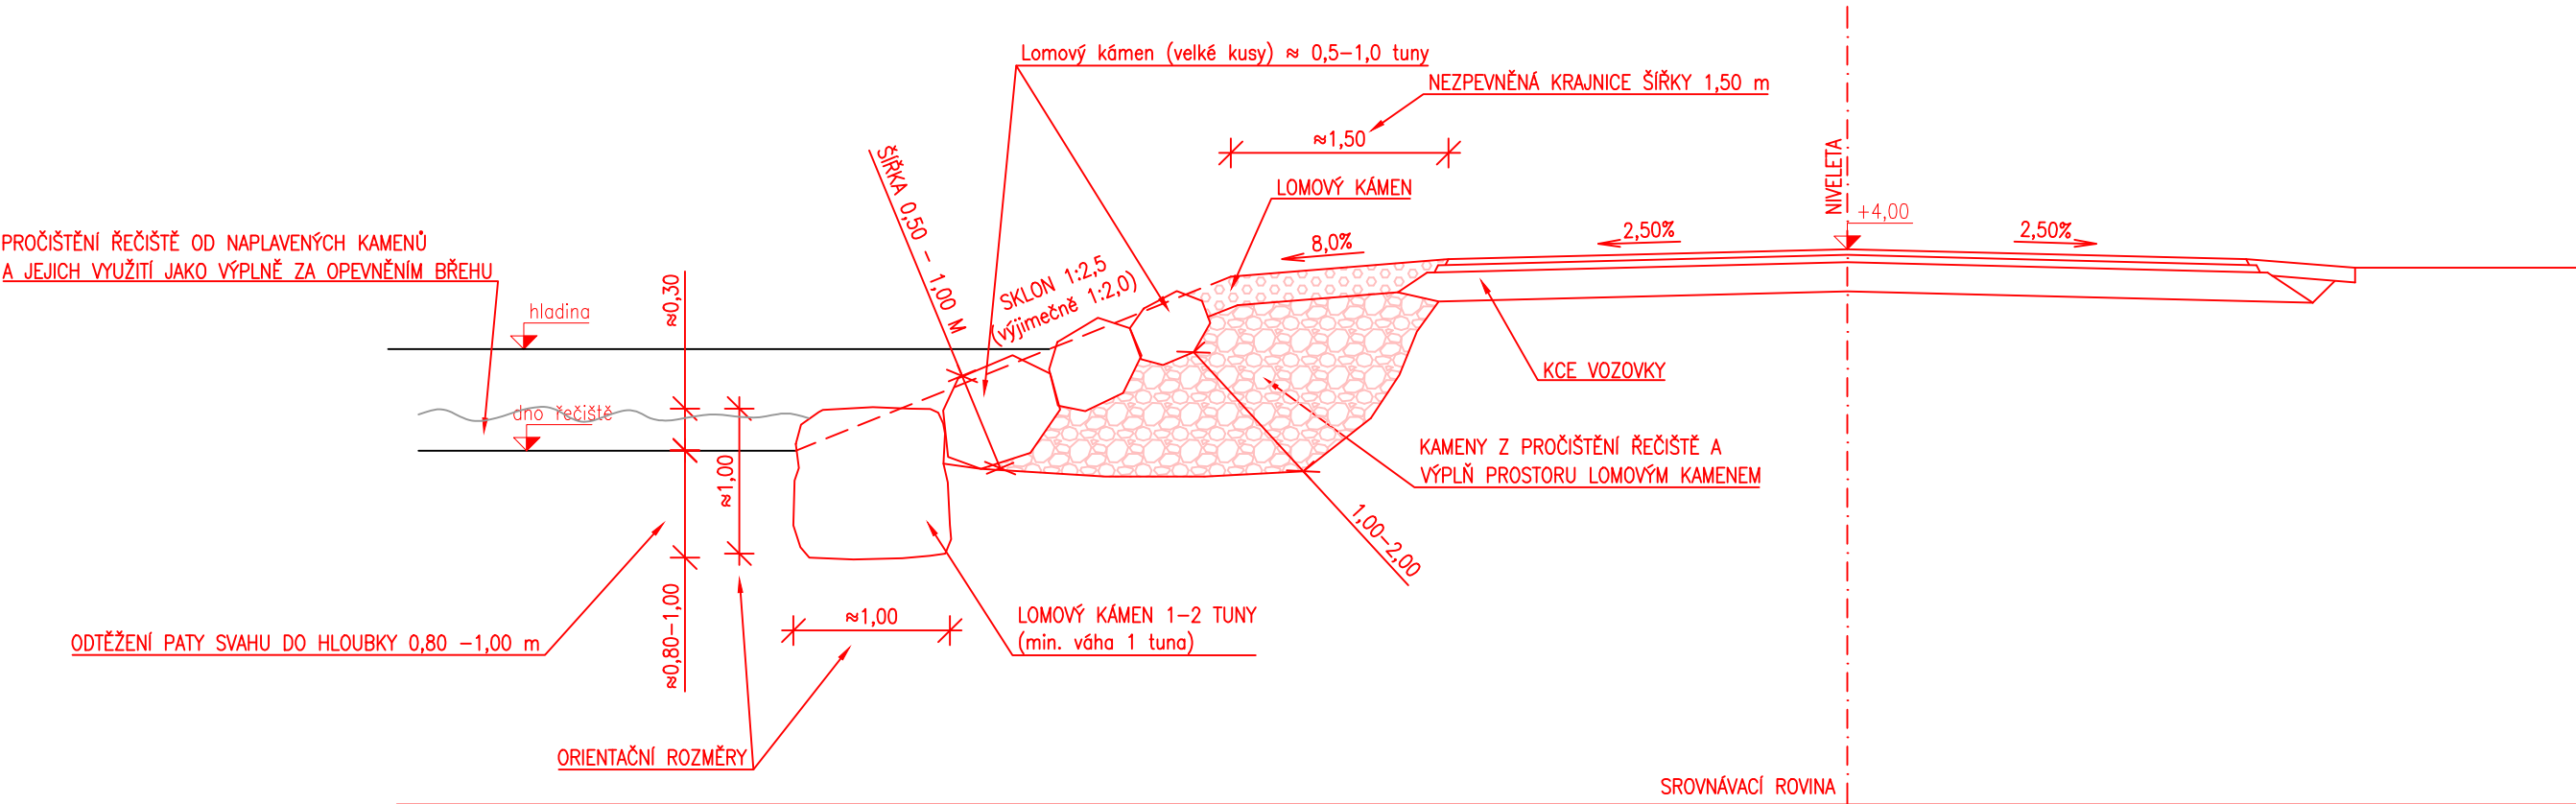 Lomový kámen (velké kusy) ≈ 0,5-1,0 tuny
NEZPEVNĚNÁ KRAJNICE ŠÍŘKY 1,50 m
≈1,50
NIVELETA
ŠÍŘKA 0,50 - 1,00 M
LOMOVÝ KÁMEN
+4,00
2,50%
2,50%
8,0%
PROČIŠTĚNÍ ŘEČIŠTĚ OD NAPLAVENÝCH KAMENŮ
A JEJICH VYUŽITÍ JAKO VÝPLNĚ ZA OPEVNĚNÍM BŘEHU
≈0,30
SKLON 1:2,5
(výjimečně 1:2,0)
hladina
KCE VOZOVKY
dno řečiště
KAMENY Z PROČIŠTĚNÍ ŘEČIŠTĚ A
VÝPLŇ PROSTORU LOMOVÝM KAMENEM
≈1,00
1,00-2,00
≈0,80-1,00
≈1,00
LOMOVÝ KÁMEN 1-2 TUNY
(min. váha 1 tuna)
ODTĚŽENÍ PATY SVAHU DO HLOUBKY 0,80 -1,00 m
ORIENTAČNÍ ROZMĚRY
SROVNÁVACÍ ROVINA